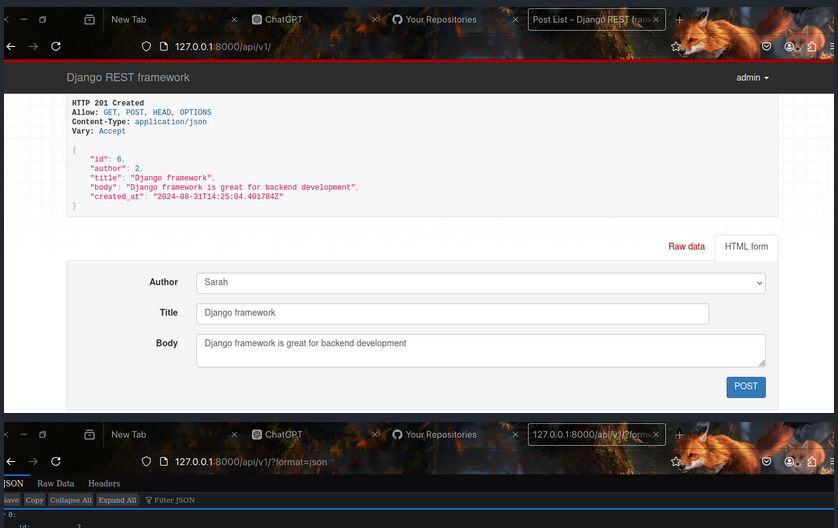 New Tab ChatGPT Your Repositories Post List – Django REST fram
127.0.0.1:8000/api/v1/
Django REST framework admin
HTTP 201 Created
Allow: GET, POST, HEAD, OPTIONS
Content-Type: application/json
Vary: Accept
{
"id": 6,
"author": 2,
"title": "Django framework",
"body": "Django framework is great for backend development",
"created_at": "2024-08-31T14:25:04.401784Z"
}
Raw data HTML form
Author Sarah
Title Django framework
Body Django framework is great for backend development
POST
New Tab ChatGPT Your Repositories 127.0.0.1:8000/api/v1/?form
127.0.0.1:8000/api/v1/?format=json
JSON Raw Data Headers
Save Copy Collapse All Expand All Filter JSON
0:
id: 2